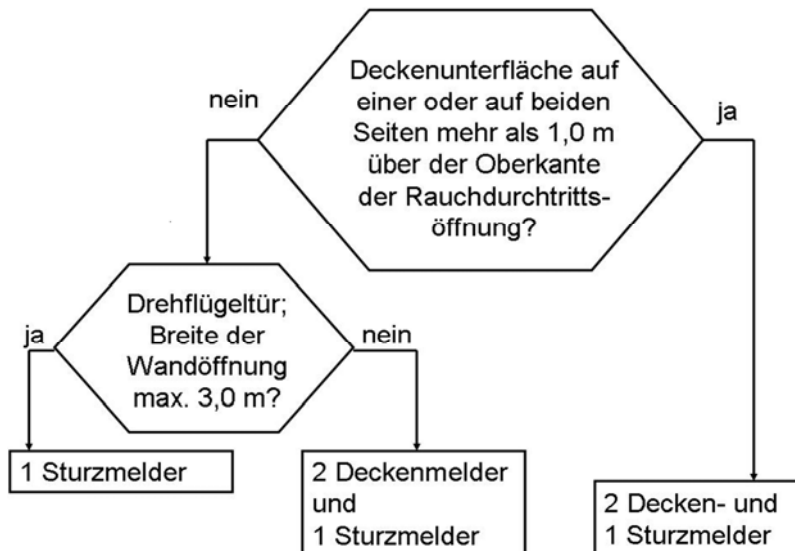 Deckenunterfläche auf
einer oder auf beiden
Seiten mehr als 1,0 m
über der Oberkante
der Rauchdurchtritts-
öffnung?
nein
ja
Drehflügeltür;
Breite der
Wandöffnung
max. 3,0 m?
ja
nein
1 Sturzmelder
2 Deckenmelder
und
1 Sturzmelder
2 Decken- und
1 Sturzmelder